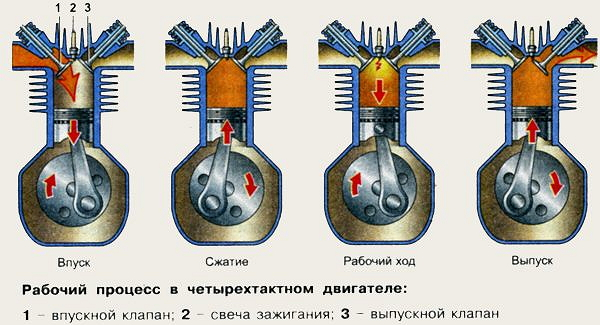 1 2 3
Впуск Сжатие Рабочий ход Выпуск
Рабочий процесс в четырехтактном двигателе:
1 – впускной клапан; 2 – свеча зажигания; 3 – выпускной клапан